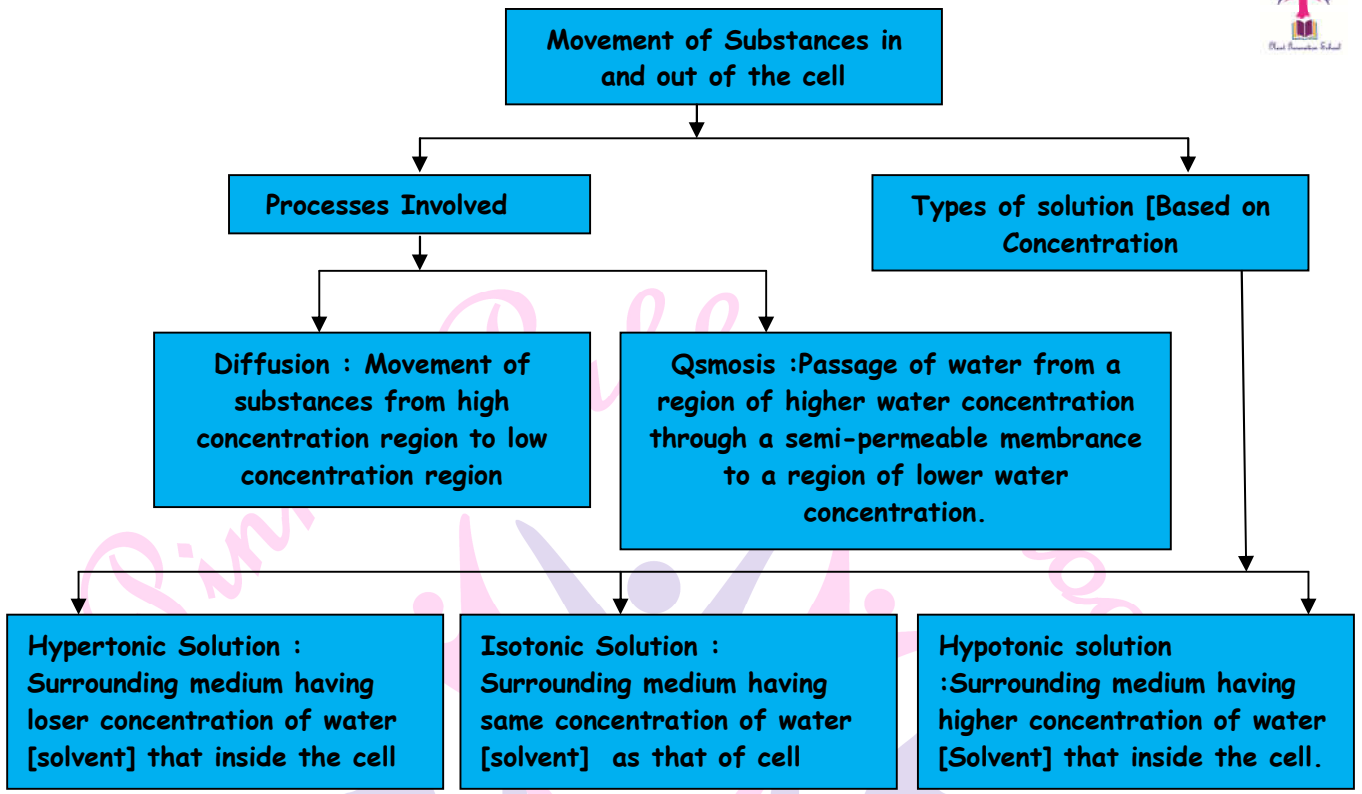 Movement of Substances in
and out of the cell
Processes Involved
Types of solution [Based on
Concentration
Diffusion : Movement of
substances from high
concentration region to low
concentration region
Qsmosis :Passage of water from a
region of higher water concentration
through a semi-permeable membrance
to a region of lower water
concentration.
Hypertonic Solution :
Surrounding medium having
loser concentration of water
[solvent] that inside the cell
Isotonic Solution :
Surrounding medium having
same concentration of water
[solvent] as that of cell
Hypotonic solution
:Surrounding medium having
higher concentration of water
[Solvent] that inside the cell.